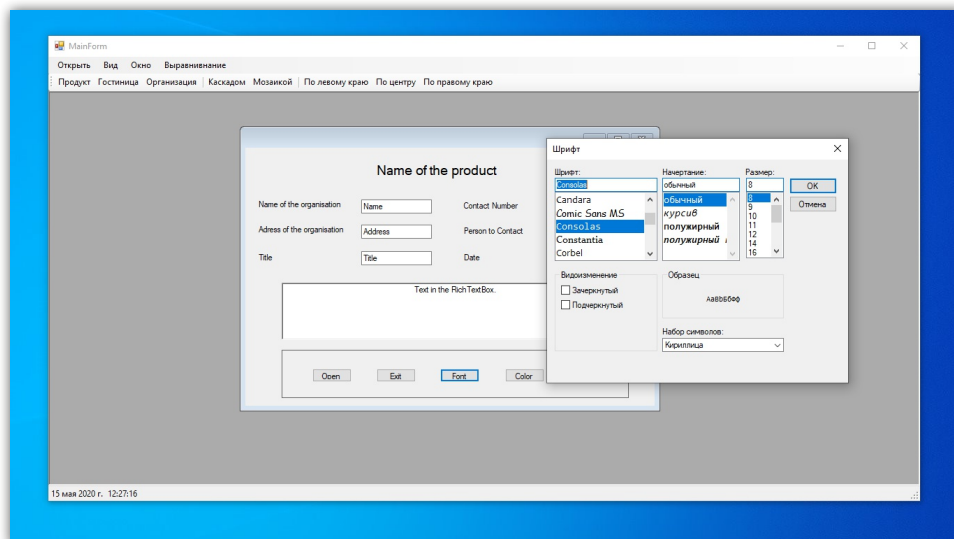 MainForm
Открыть Вид Окно Выравнивнание
Продукт Гостиница Организация Каскадом Мозаикой По левому краю По центру По правому краю
Name of the product
Name of the organisation Name Contact Number
Adress of the organisation Address Person to Contact
Title Title Date
Text in the RichTextBox.
Open Exit Font Color
Шрифт
Шрифт: Начертание: Размер:
Consolas обычный 8 OK
Candara обычный 8 Отмена
Comic Sans MS курсив 9
Consolas полужирный 10
Constantia полужирный 11
Corbel 12
14
16
Видоизменение Образец
Зачеркнутый
Подчеркнутый
АаВbБбФф
Набор символов:
Кириллица
15 мая 2020 г. 12:27:16